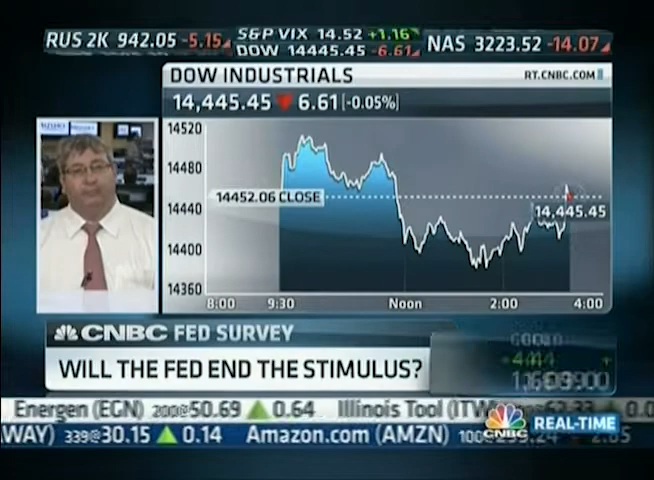 RUS 2K 942.05 -5.15
S&P VIX 14.52 +1.16
DOW 14445.45 -6.61
NAS 3223.52 -14.07
DOW INDUSTRIALS
RT.CNBC.COM
14,445.45 6.61 [-0.05%]
14520
14480
14440
14400
14360
14452.06 CLOSE
14,445.45
8:00 9:30 Noon 2:00 4:00
CNBC FED SURVEY
WILL THE FED END THE STIMULUS?
Energen (EGN) 200@50.69 0.64 Illinois Tool (ITW)
WAY) 339@30.15 0.14 Amazon.com (AMZN)
CNBC
REAL-TIME